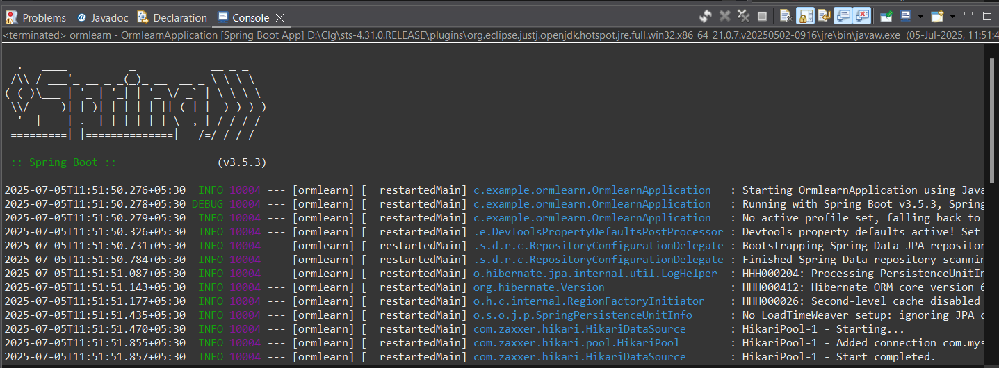 Problems @ Javadoc Declaration Console
<terminated> ormlearn - OrmlearnApplication [Spring Boot App] D:\Clg\sts-4.31.0.RELEASE\plugins\org.eclipse.justj.openjdk.hotspot.jre.full.win32.x86_64_21.0.7.v20250502-0916\jre\bin\javaw.exe (05-Jul-2025, 11:51:4
  .   ____          _            __ _ _
 /\\ / ___'_ __ _ _(_)_ __  __ _ \ \ \ \
( ( )\___ | '_ | '_| | '_ \/ _` | \ \ \ \
 \\/  ___)| |_)| | | | | || (_| |  ) ) ) )
  '  |____| .__|_| |_|_| |_\__, | / / / /
 =========|_|==============|___/=/_/_/_/
 :: Spring Boot ::                (v3.5.3)
2025-07-05T11:51:50.276+05:30  INFO 10004 --- [ormlearn] [  restartedMain] c.example.ormlearn.OrmlearnApplication   : Starting OrmlearnApplication using Java
2025-07-05T11:51:50.278+05:30 DEBUG 10004 --- [ormlearn] [  restartedMain] c.example.ormlearn.OrmlearnApplication   : Running with Spring Boot v3.5.3, Spring
2025-07-05T11:51:50.279+05:30  INFO 10004 --- [ormlearn] [  restartedMain] c.example.ormlearn.OrmlearnApplication   : No active profile set, falling back to
2025-07-05T11:51:50.326+05:30  INFO 10004 --- [ormlearn] [  restartedMain] .e.DevToolsPropertyDefaultsPostProcessor : Devtools property defaults active! Set
2025-07-05T11:51:50.731+05:30  INFO 10004 --- [ormlearn] [  restartedMain] .s.d.r.c.RepositoryConfigurationDelegate : Bootstrapping Spring Data JPA repositor
2025-07-05T11:51:50.784+05:30  INFO 10004 --- [ormlearn] [  restartedMain] .s.d.r.c.RepositoryConfigurationDelegate : Finished Spring Data repository scannin
2025-07-05T11:51:51.087+05:30  INFO 10004 --- [ormlearn] [  restartedMain] o.hibernate.jpa.internal.util.LogHelper  : HHH000204: Processing PersistenceUnitIn
2025-07-05T11:51:51.143+05:30  INFO 10004 --- [ormlearn] [  restartedMain] org.hibernate.Version                    : HHH000412: Hibernate ORM core version 6
2025-07-05T11:51:51.177+05:30  INFO 10004 --- [ormlearn] [  restartedMain] o.h.c.internal.RegionFactoryInitiator    : HHH000026: Second-level cache disabled
2025-07-05T11:51:51.435+05:30  INFO 10004 --- [ormlearn] [  restartedMain] o.s.o.j.p.SpringPersistenceUnitInfo      : No LoadTimeWeaver setup: ignoring JPA c
2025-07-05T11:51:51.470+05:30  INFO 10004 --- [ormlearn] [  restartedMain] com.zaxxer.hikari.HikariDataSource       : HikariPool-1 - Starting...
2025-07-05T11:51:51.855+05:30  INFO 10004 --- [ormlearn] [  restartedMain] com.zaxxer.hikari.pool.HikariPool        : HikariPool-1 - Added connection com.mys
2025-07-05T11:51:51.857+05:30  INFO 10004 --- [ormlearn] [  restartedMain] com.zaxxer.hikari.HikariDataSource       : HikariPool-1 - Start completed.